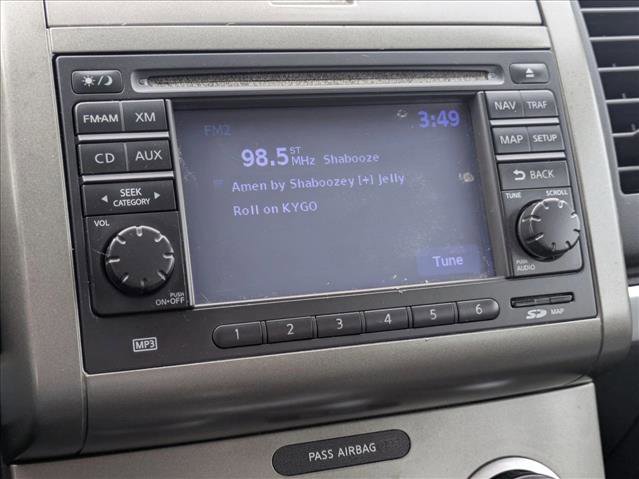 FM2 3:49
98.5 ST MHz Shabooze
Amen by Shaboozey [+] Jelly
Roll on KYGO
Tune
FM·AM XM
CD AUX
SEEK
CATEGORY
VOL
PUSH
ON•OFF
MP3
1 2 3 4 5 6
NAV TRAF
MAP SETUP
BACK
TUNE SCROLL
PUSH
AUDIO
SD MAP
PASS AIRBAG